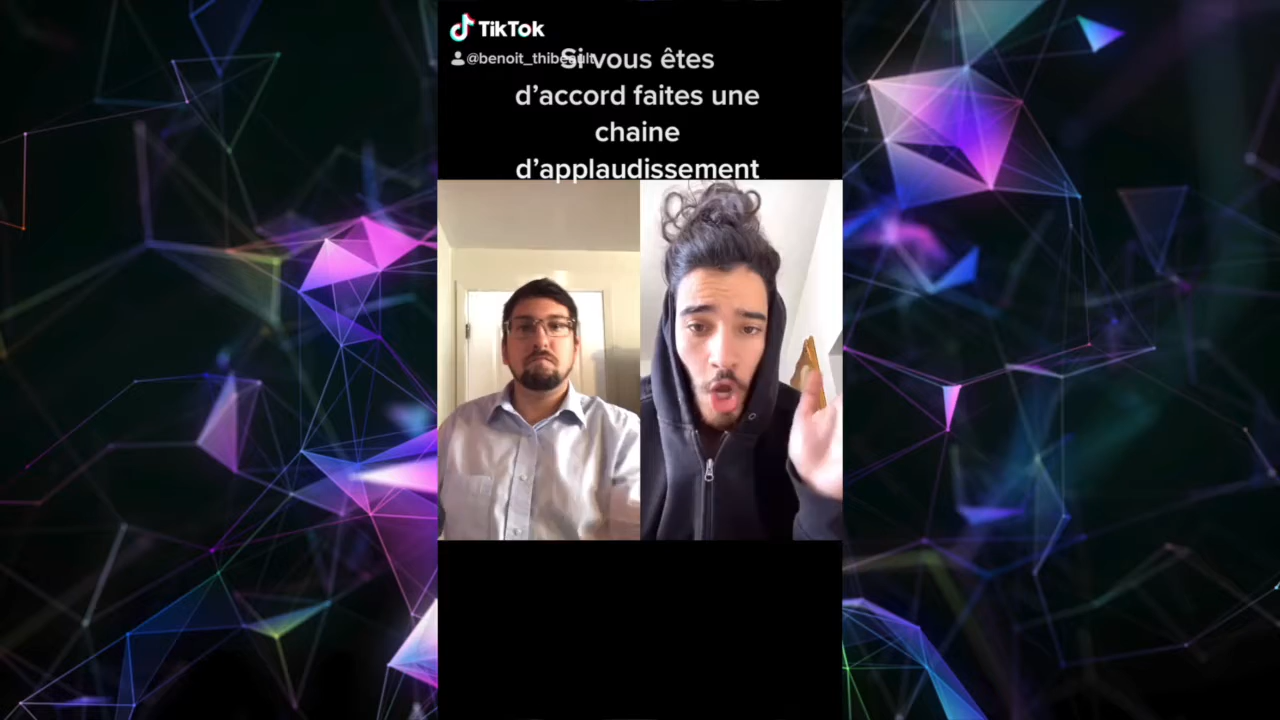 TikTok
@benoit_thibeault
Si vous êtes
d’accord faites une
chaine
d’applaudissement